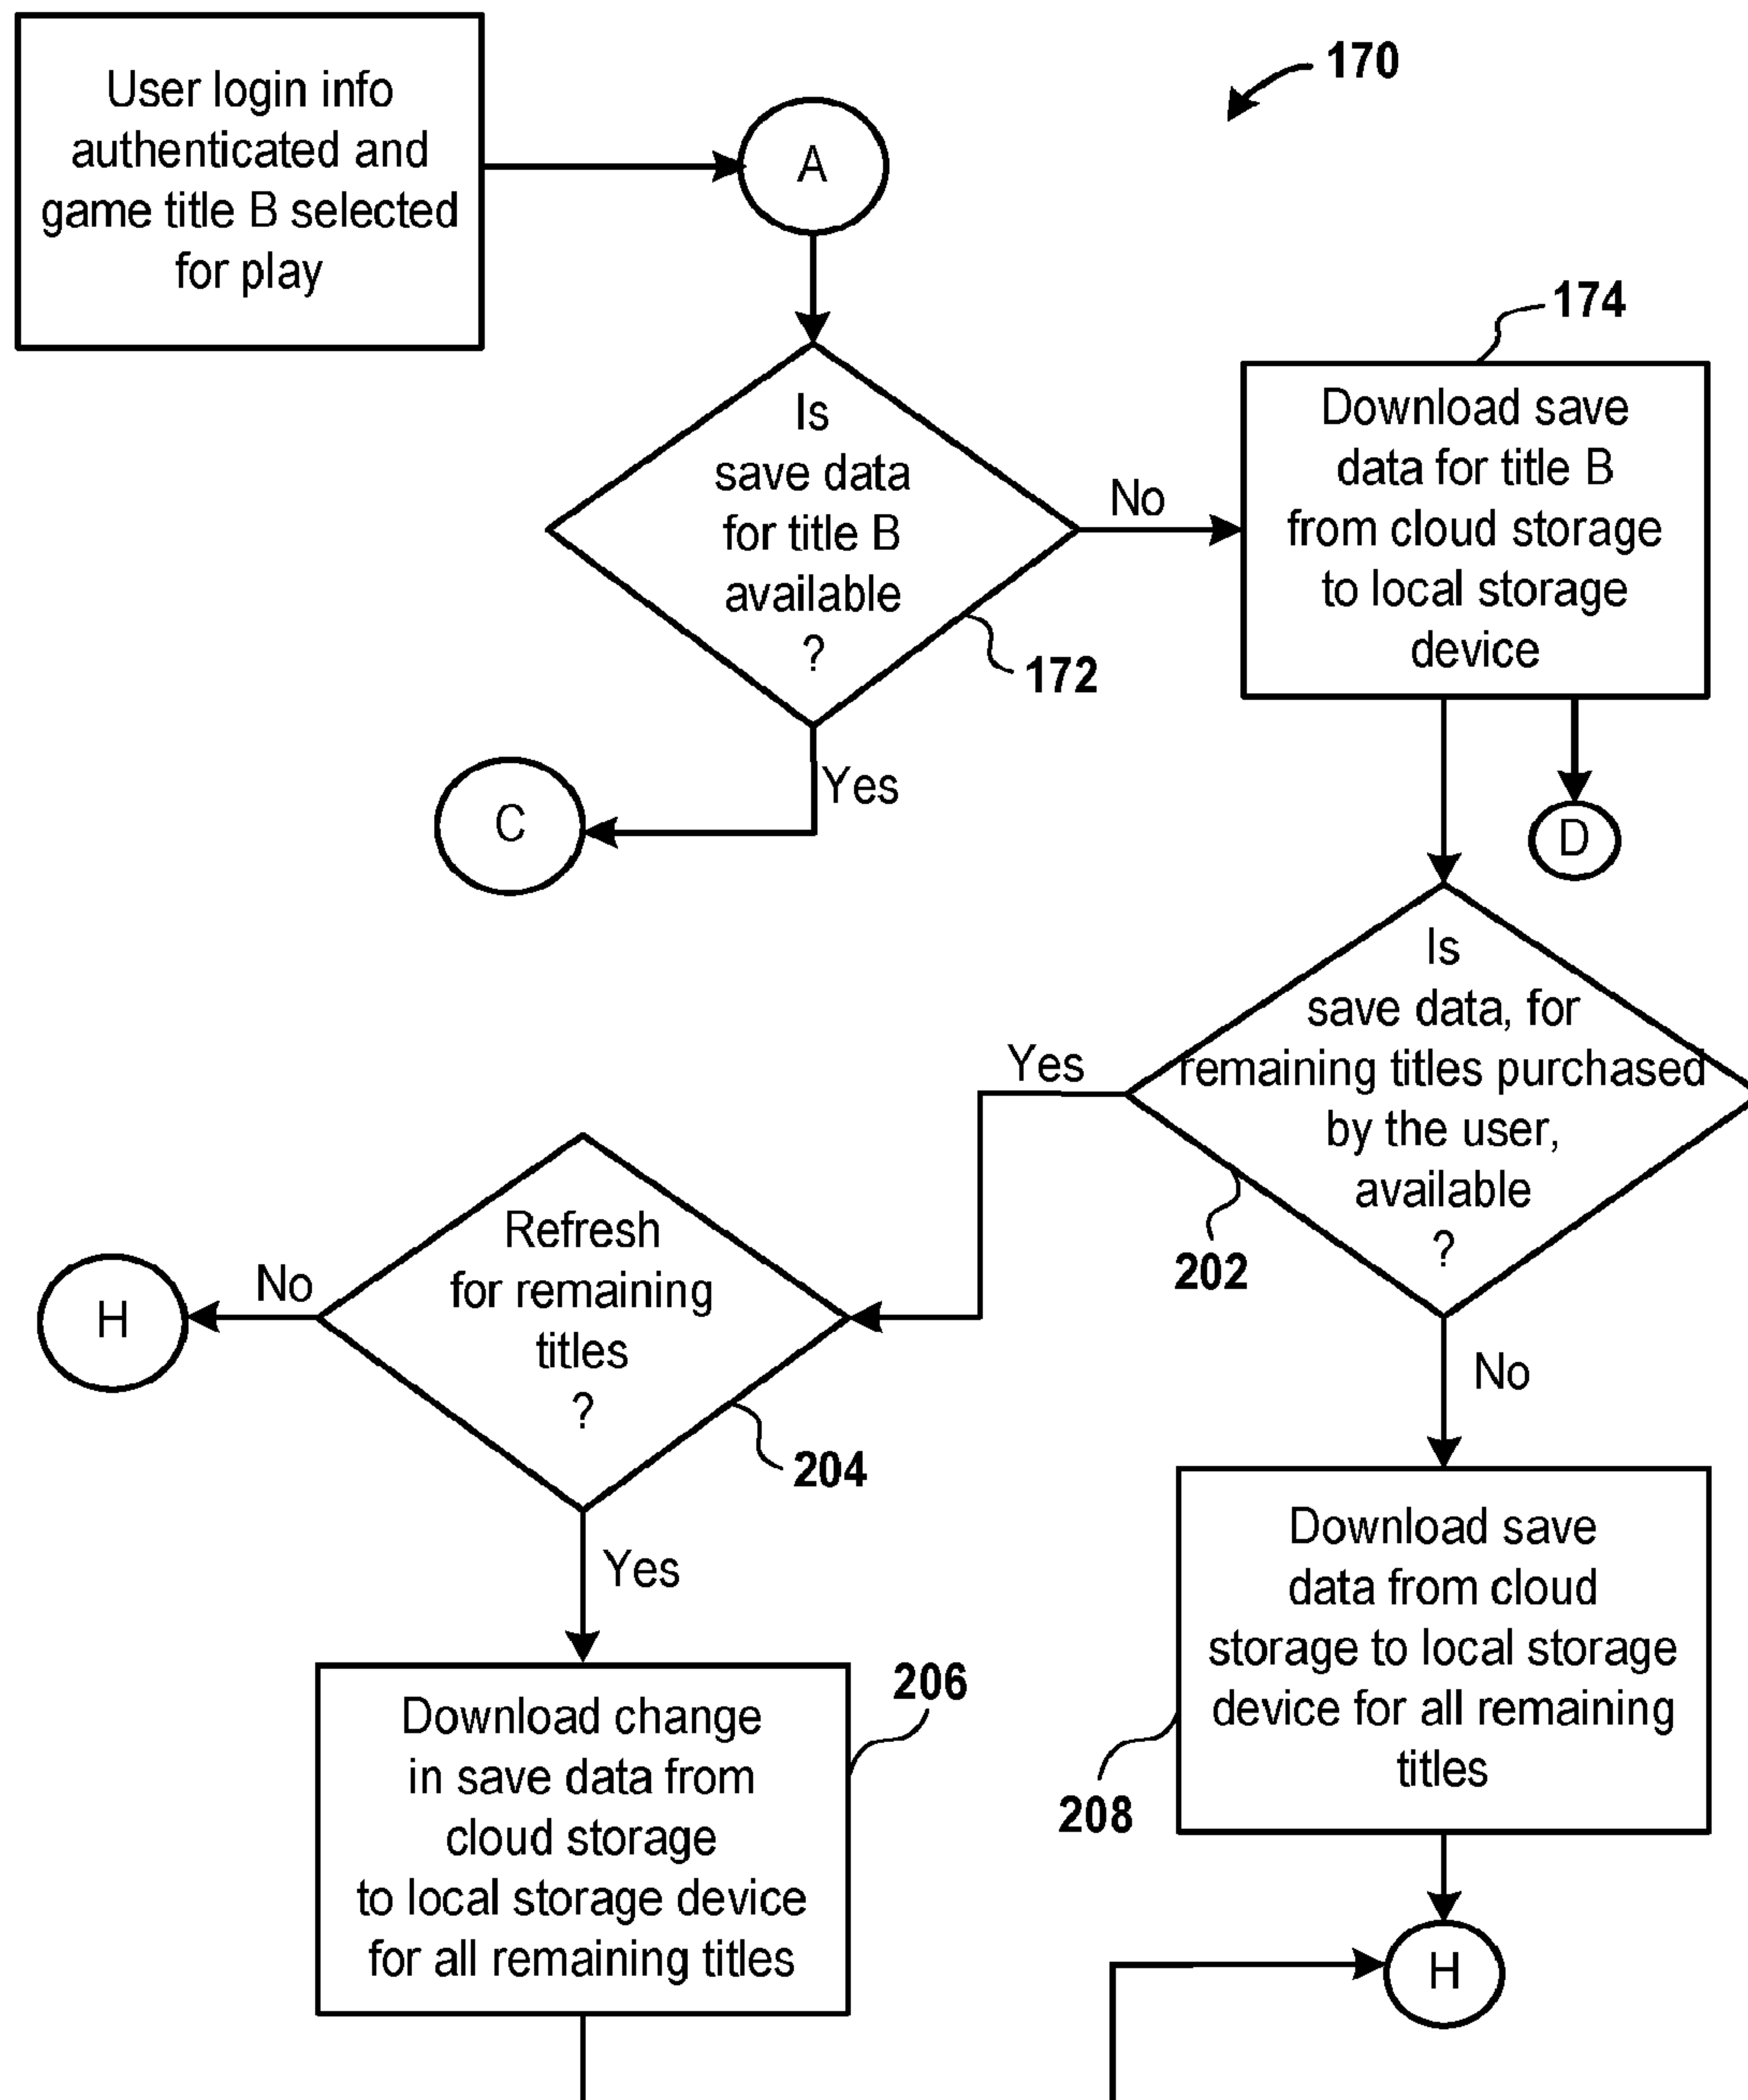 User login info
authenticated and
game title B selected
for play
A
170
Is
save data
for title B
available
?
172
No
174
Download save
data for title B
from cloud storage
to local storage
device
Yes
C
D
Is
save data, for
remaining titles purchased
by the user,
available
?
202
Yes
Refresh
for remaining
titles
?
204
No
H
No
Yes
Download save
data from cloud
storage to local storage
device for all remaining
titles
208
206
Download change
in save data from
cloud storage
to local storage device
for all remaining titles
H